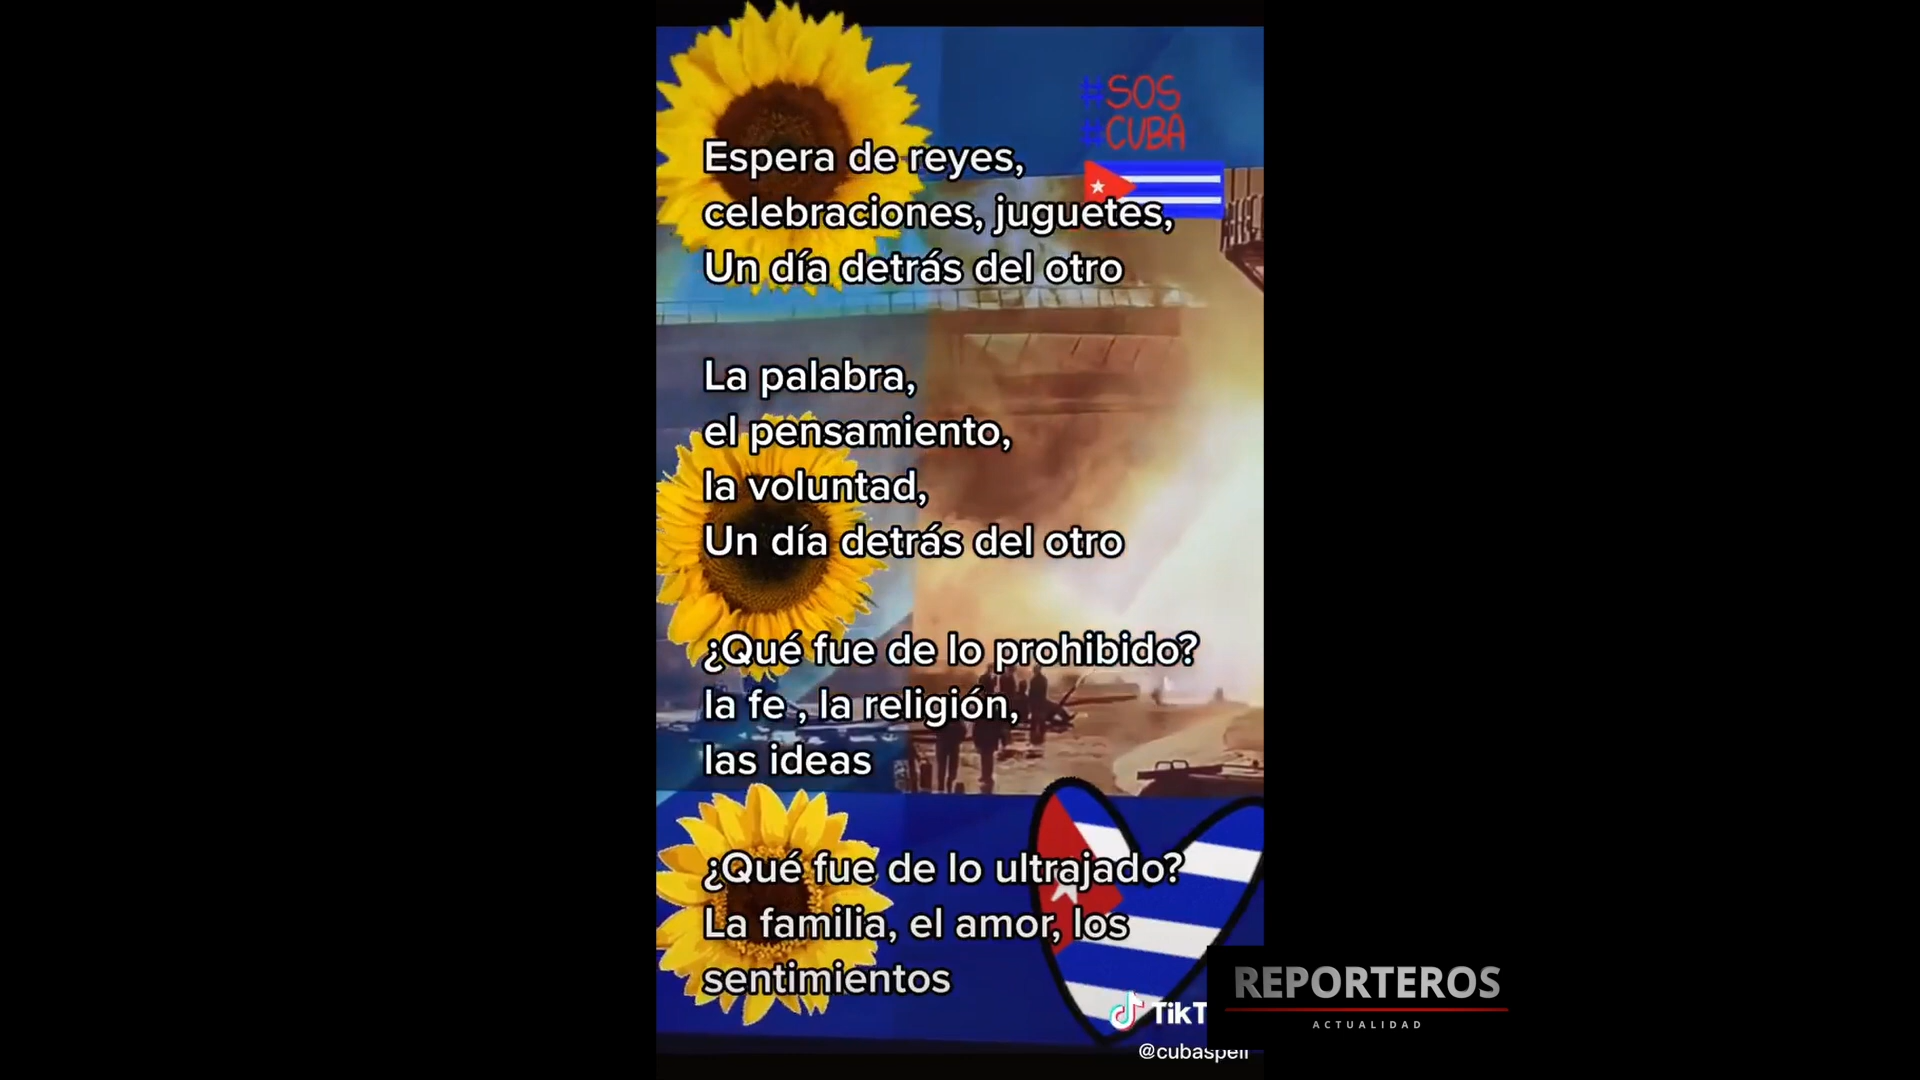 #SOS
#CUBA
Espera de reyes,
celebraciones, juguetes,
Un día detrás del otro
La palabra,
el pensamiento,
la voluntad,
Un día detrás del otro
¿Qué fue de lo prohibido?
la fe , la religión,
las ideas
¿Qué fue de lo ultrajado?
La familia, el amor, los
sentimientos
REPORTEROS
ACTUALIDAD